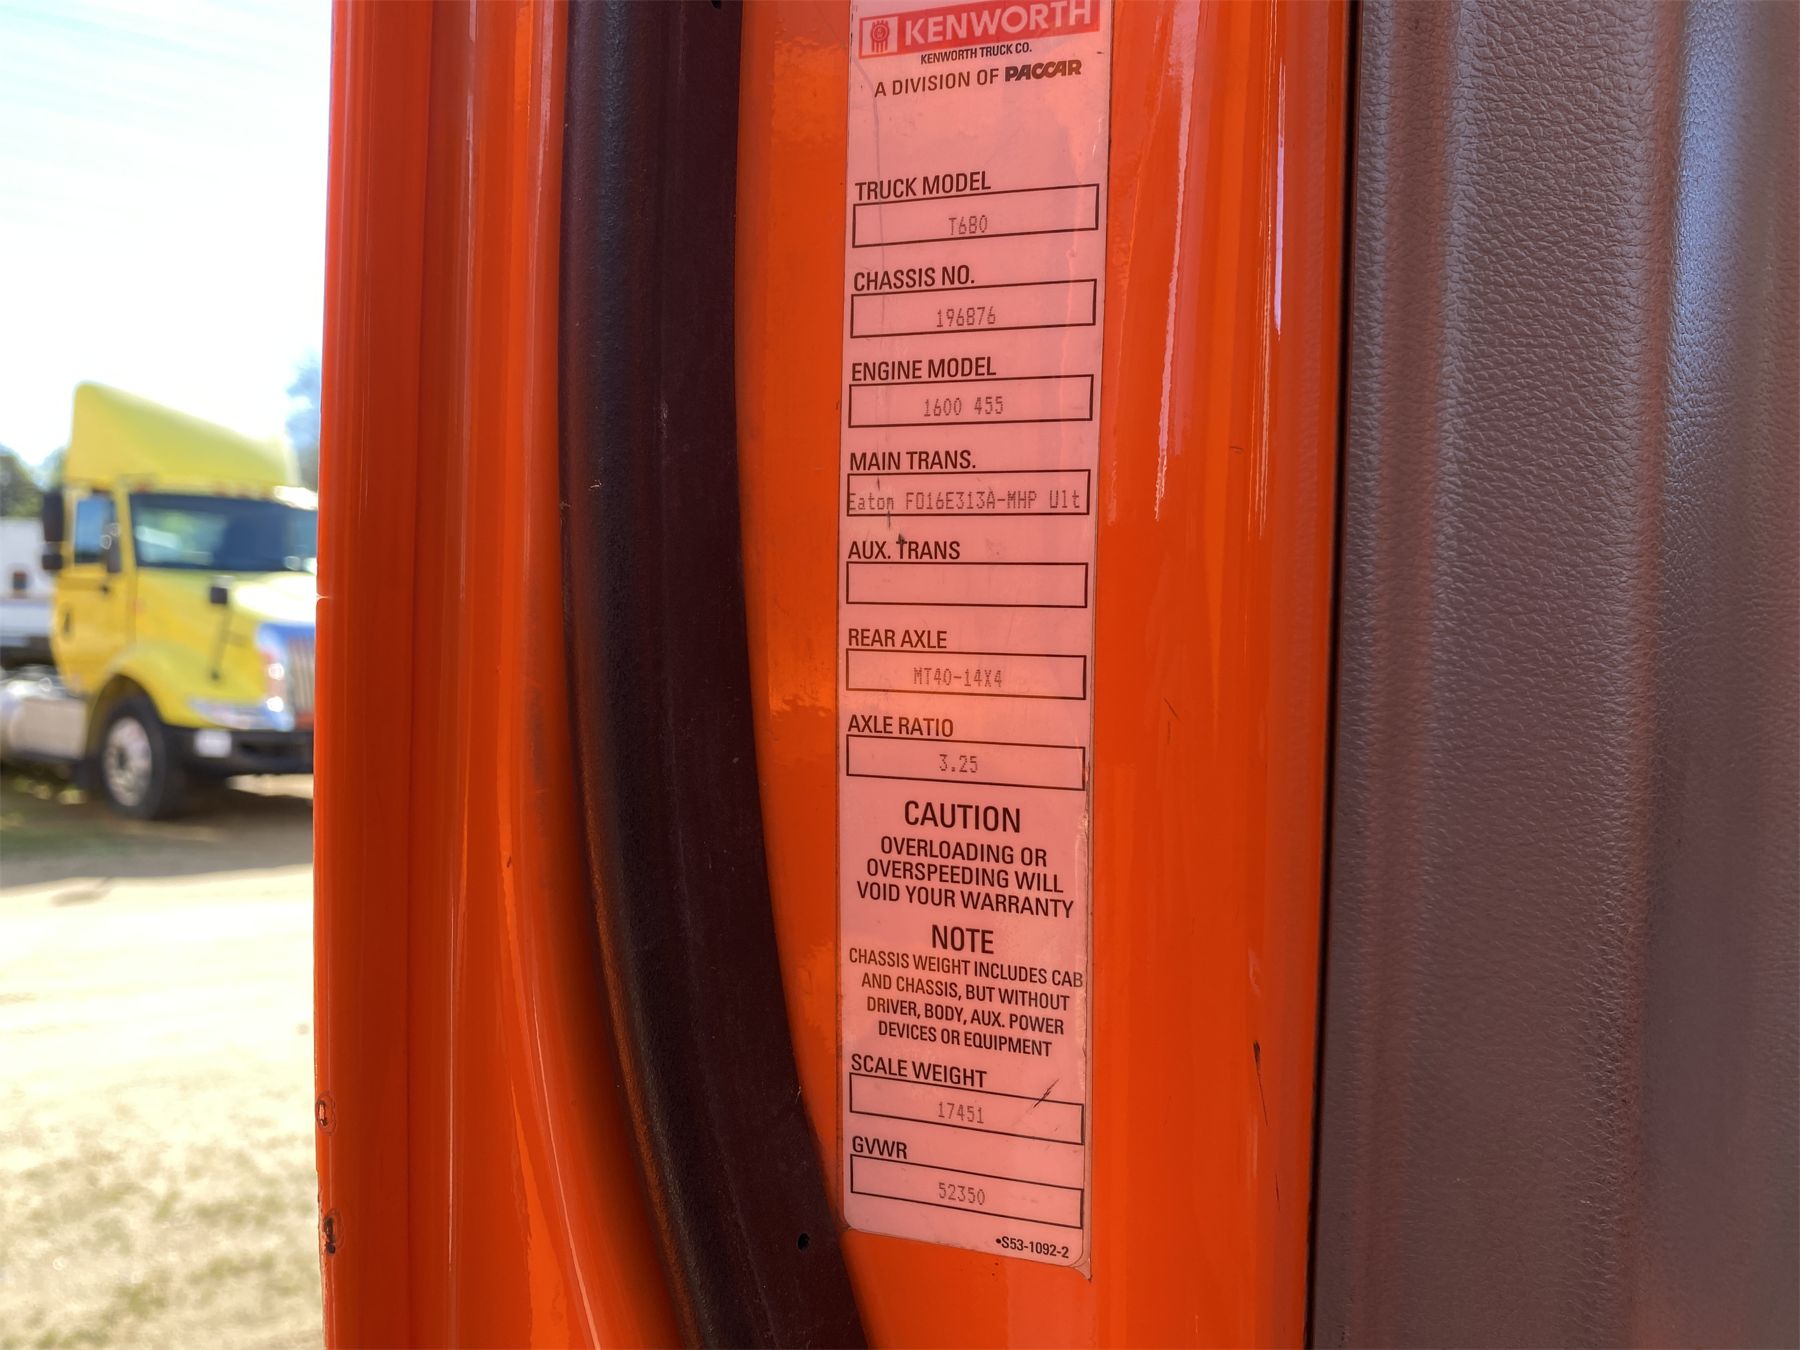 KENWORTH
KENWORTH TRUCK CO.
A DIVISION OF PACCAR
TRUCK MODEL
T680
CHASSIS NO.
196876
ENGINE MODEL
1600 455
MAIN TRANS.
Eaton FO16E313A-MHP Ult
AUX. TRANS
REAR AXLE
MT40-14X4
AXLE RATIO
3.25
CAUTION
OVERLOADING OR
OVERSPEEDING WILL
VOID YOUR WARRANTY
NOTE
CHASSIS WEIGHT INCLUDES CAB
AND CHASSIS, BUT WITHOUT
DRIVER, BODY, AUX. POWER
DEVICES OR EQUIPMENT
SCALE WEIGHT
17451
GVWR
52350
•S53-1092-2